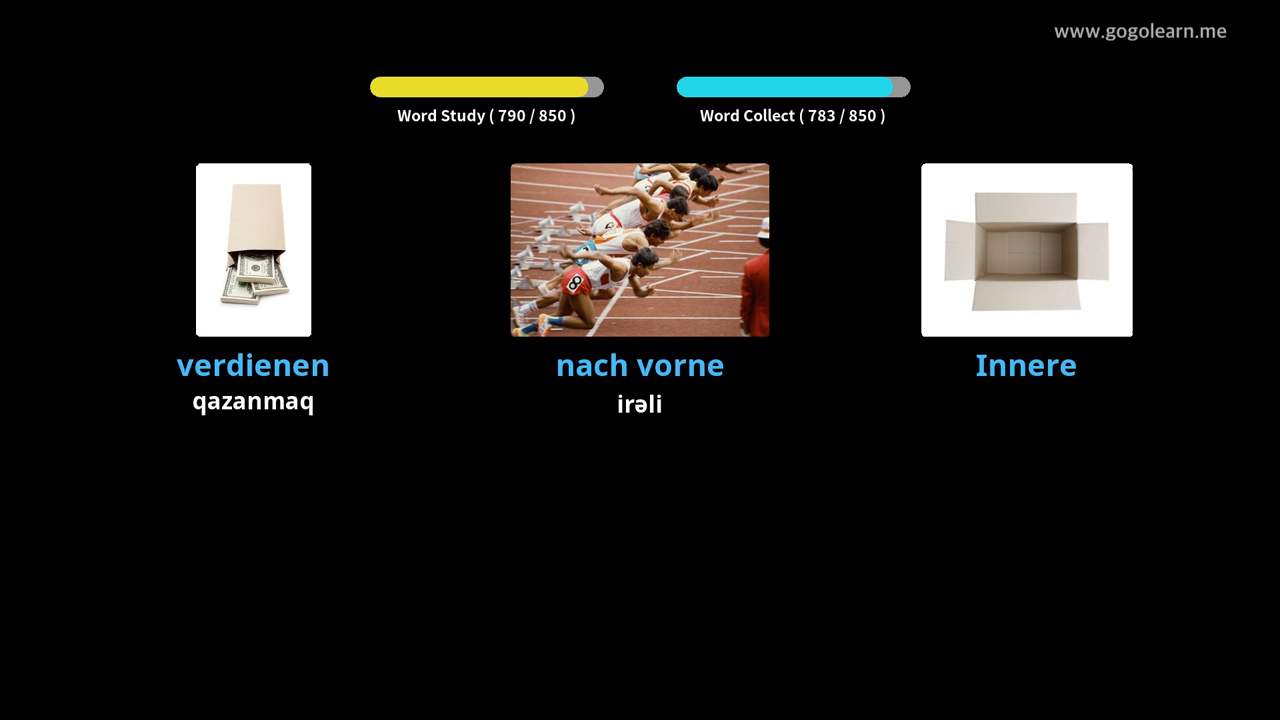 www.gogolearn.me
Word Study ( 790 / 850 )
Word Collect ( 783 / 850 )
verdienen
qazanmaq
nach vorne
irəli
Innere